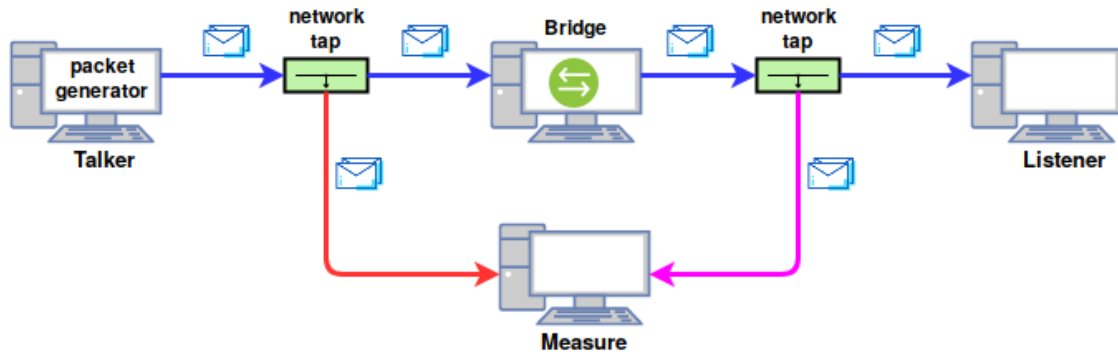 network
tap
Bridge
network
tap
packet
generator
Talker
Listener
Measure